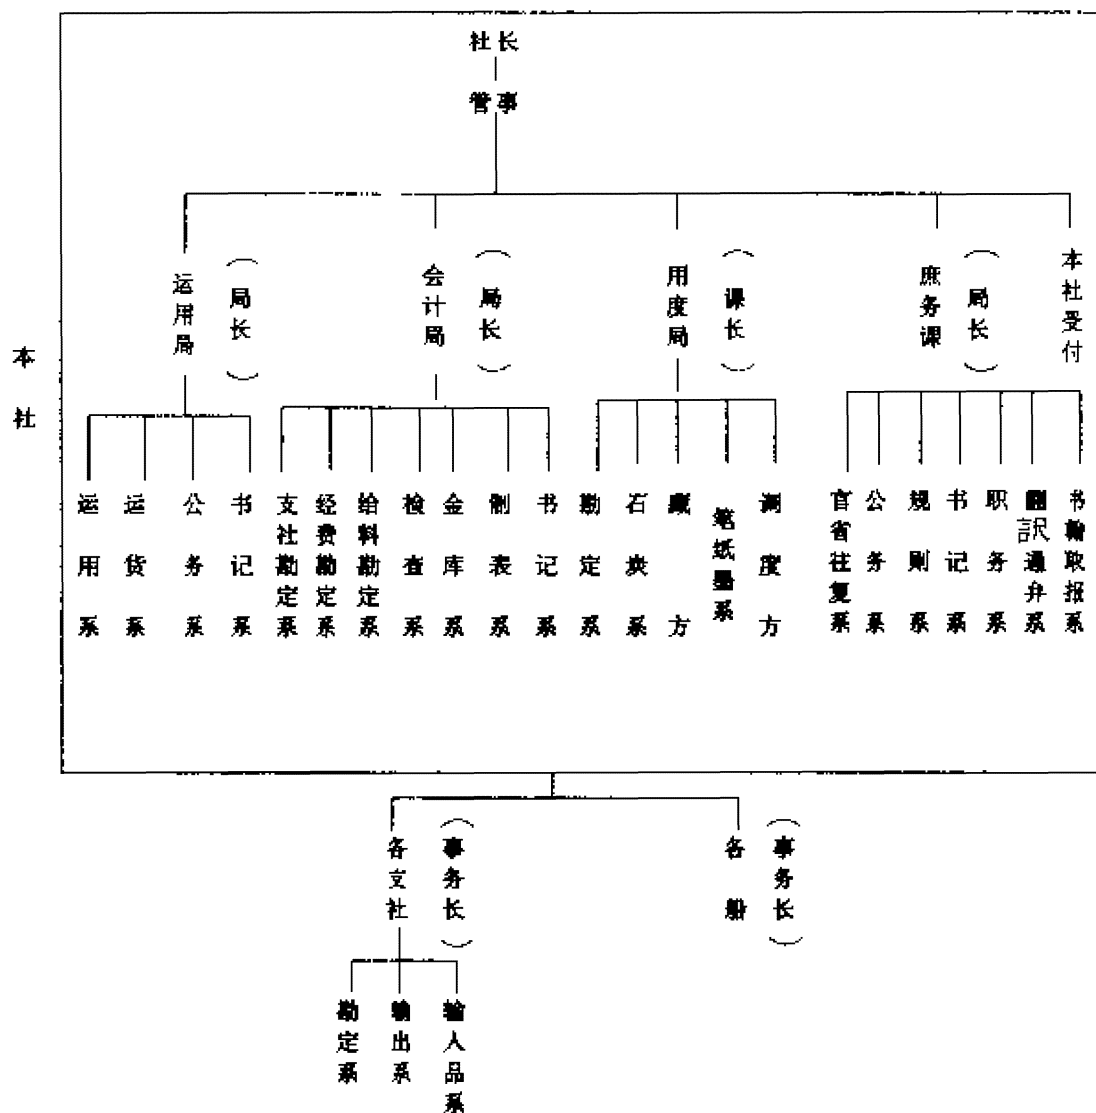 社长
管事
本社
运用局
(局长)
会计局
(局长)
用度局
(课长)
庶务课
(局长)
本社受付
运用系
运货系
公务系
书记系
支社勘定系
经费勘定系
给料勘定系
检查系
金库系
制表系
书记系
勘定系
石炭系
藏方
笔纸墨系
调度方
官省往复系
公务系
规则系
书记系
职务系
訳通弁系
书翰取报系
各支社
(事务长)
各船
(事务长)
勘定系
输出系
输入品系